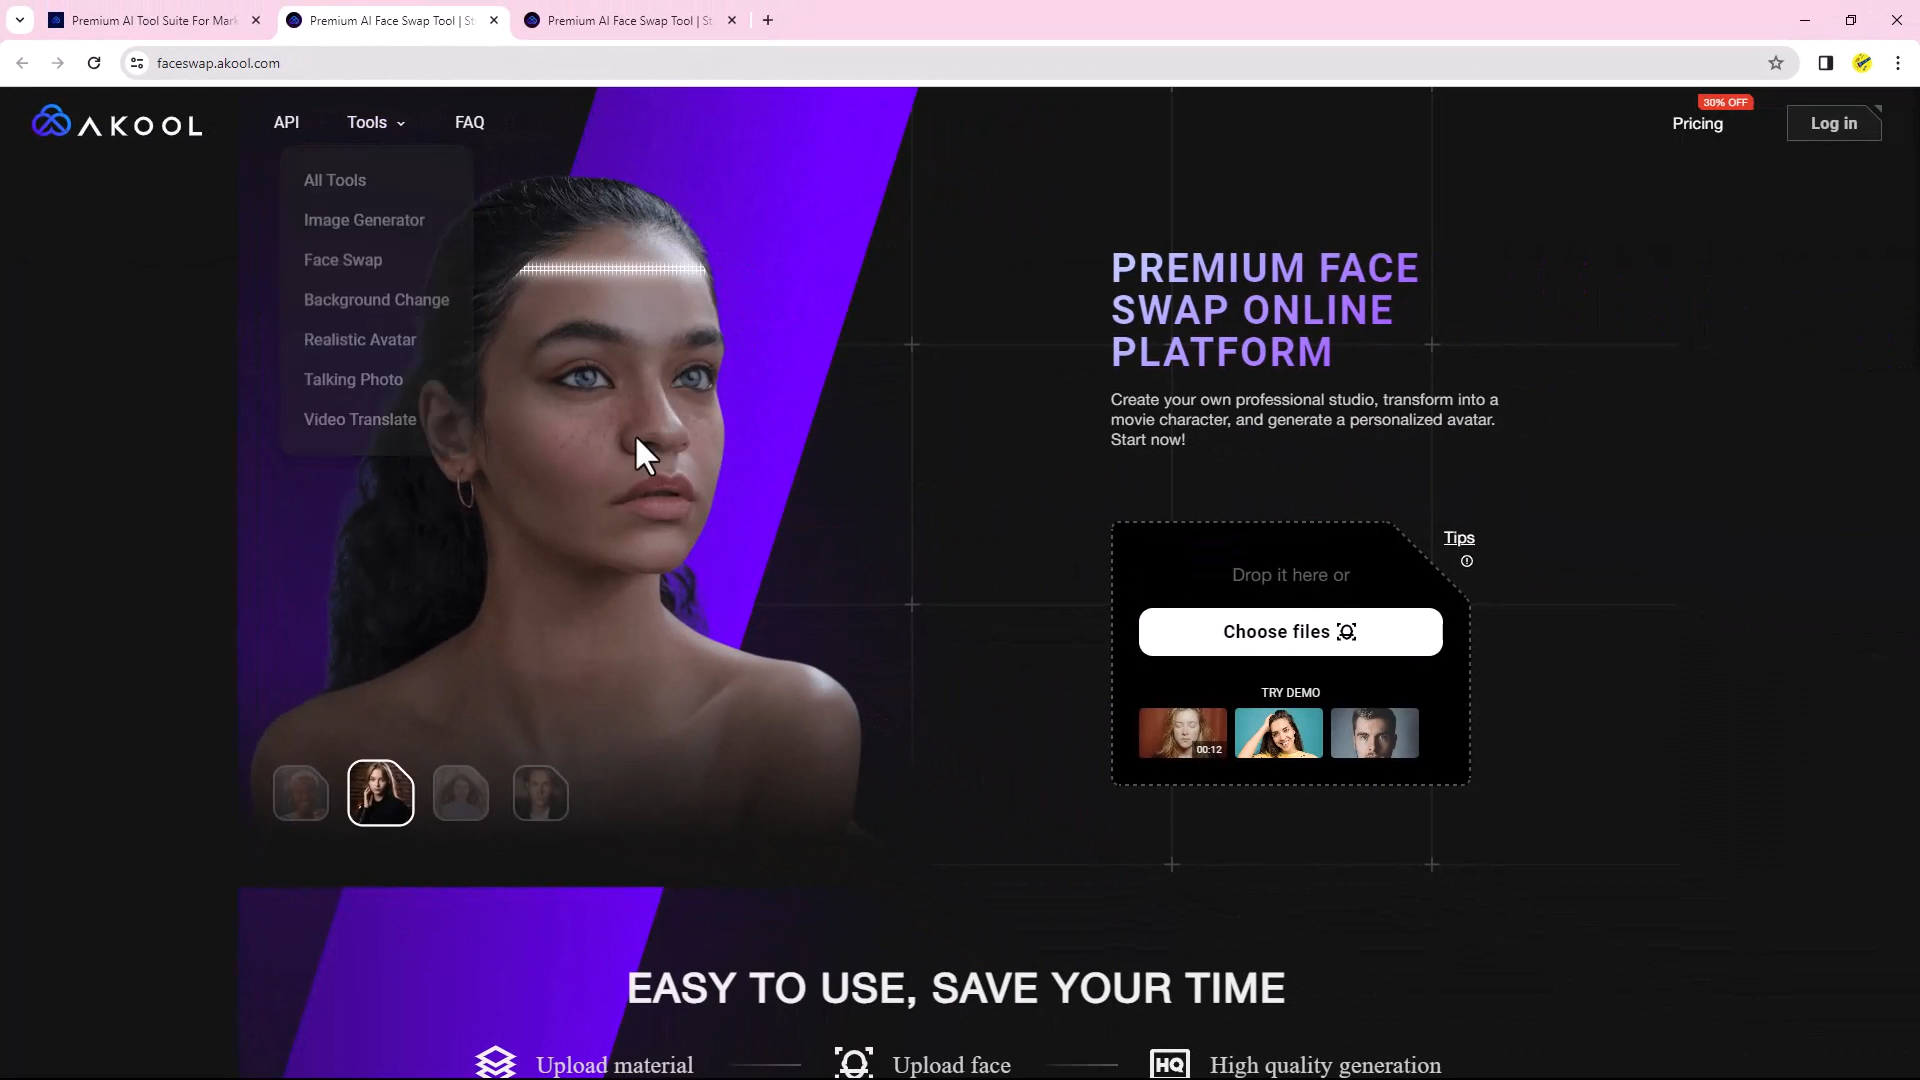 Premium AI Tool Suite For Mark
Premium AI Face Swap Tool | St
Premium AI Face Swap Tool | St
faceswap.akool.com
AKOOL
API
Tools
FAQ
30% OFF
Pricing
Log in
All Tools
Image Generator
Face Swap
Background Change
Realistic Avatar
Talking Photo
Video Translate
PREMIUM FACE
SWAP ONLINE
PLATFORM
Create your own professional studio, transform into a
movie character, and generate a personalized avatar.
Start now!
Tips
Drop it here or
Choose files
TRY DEMO
00:12
EASY TO USE, SAVE YOUR TIME
Upload material
Upload face
HQ
High quality generation